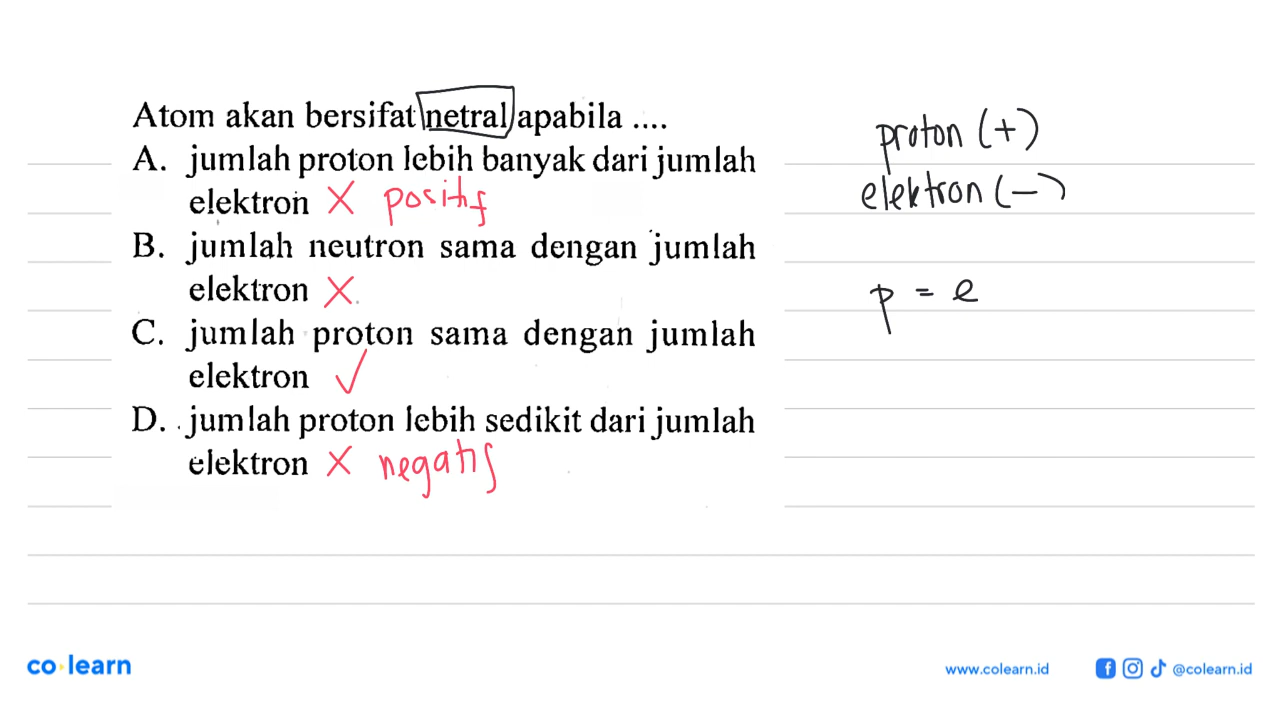 Atom akan bersifat netral apabila ....
A. jumlah proton lebih banyak dari jumlah
elektron X positif
B. jumlah neutron sama dengan jumlah
elektron X
C. jumlah proton sama dengan jumlah
elektron ✓
D. jumlah proton lebih sedikit dari jumlah
elektron X negatif
proton (+)
elektron (−)
p = e
co learn
www.colearn.id
@colearn.id